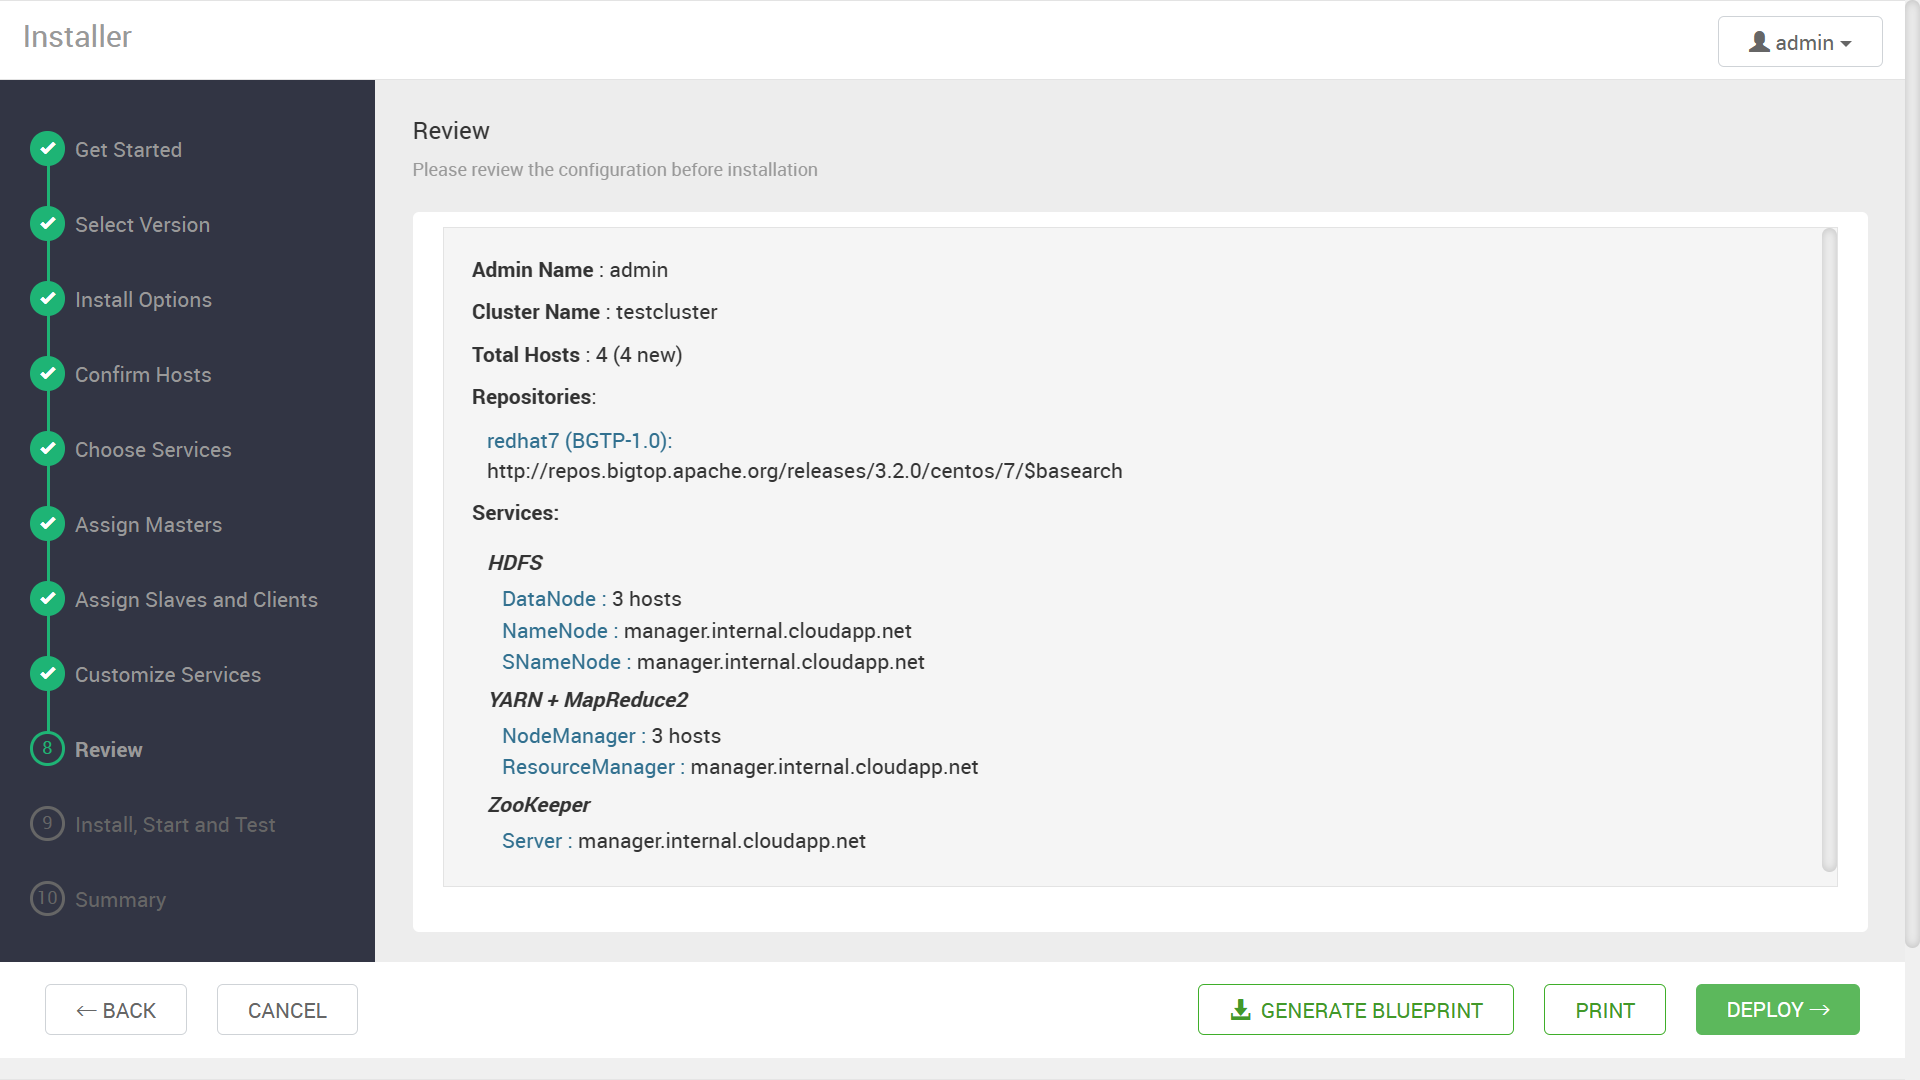 Installer
admin
Get Started
Select Version
Install Options
Confirm Hosts
Choose Services
Assign Masters
Assign Slaves and Clients
Customize Services
8 Review
9 Install, Start and Test
10 Summary
Review
Please review the configuration before installation
Admin Name : admin
Cluster Name : testcluster
Total Hosts : 4 (4 new)
Repositories:
redhat7 (BGTP-1.0):
http://repos.bigtop.apache.org/releases/3.2.0/centos/7/$basearch
Services:
HDFS
DataNode : 3 hosts
NameNode : manager.internal.cloudapp.net
SNameNode : manager.internal.cloudapp.net
YARN + MapReduce2
NodeManager : 3 hosts
ResourceManager : manager.internal.cloudapp.net
ZooKeeper
Server : manager.internal.cloudapp.net
← BACK
CANCEL
GENERATE BLUEPRINT
PRINT
DEPLOY →